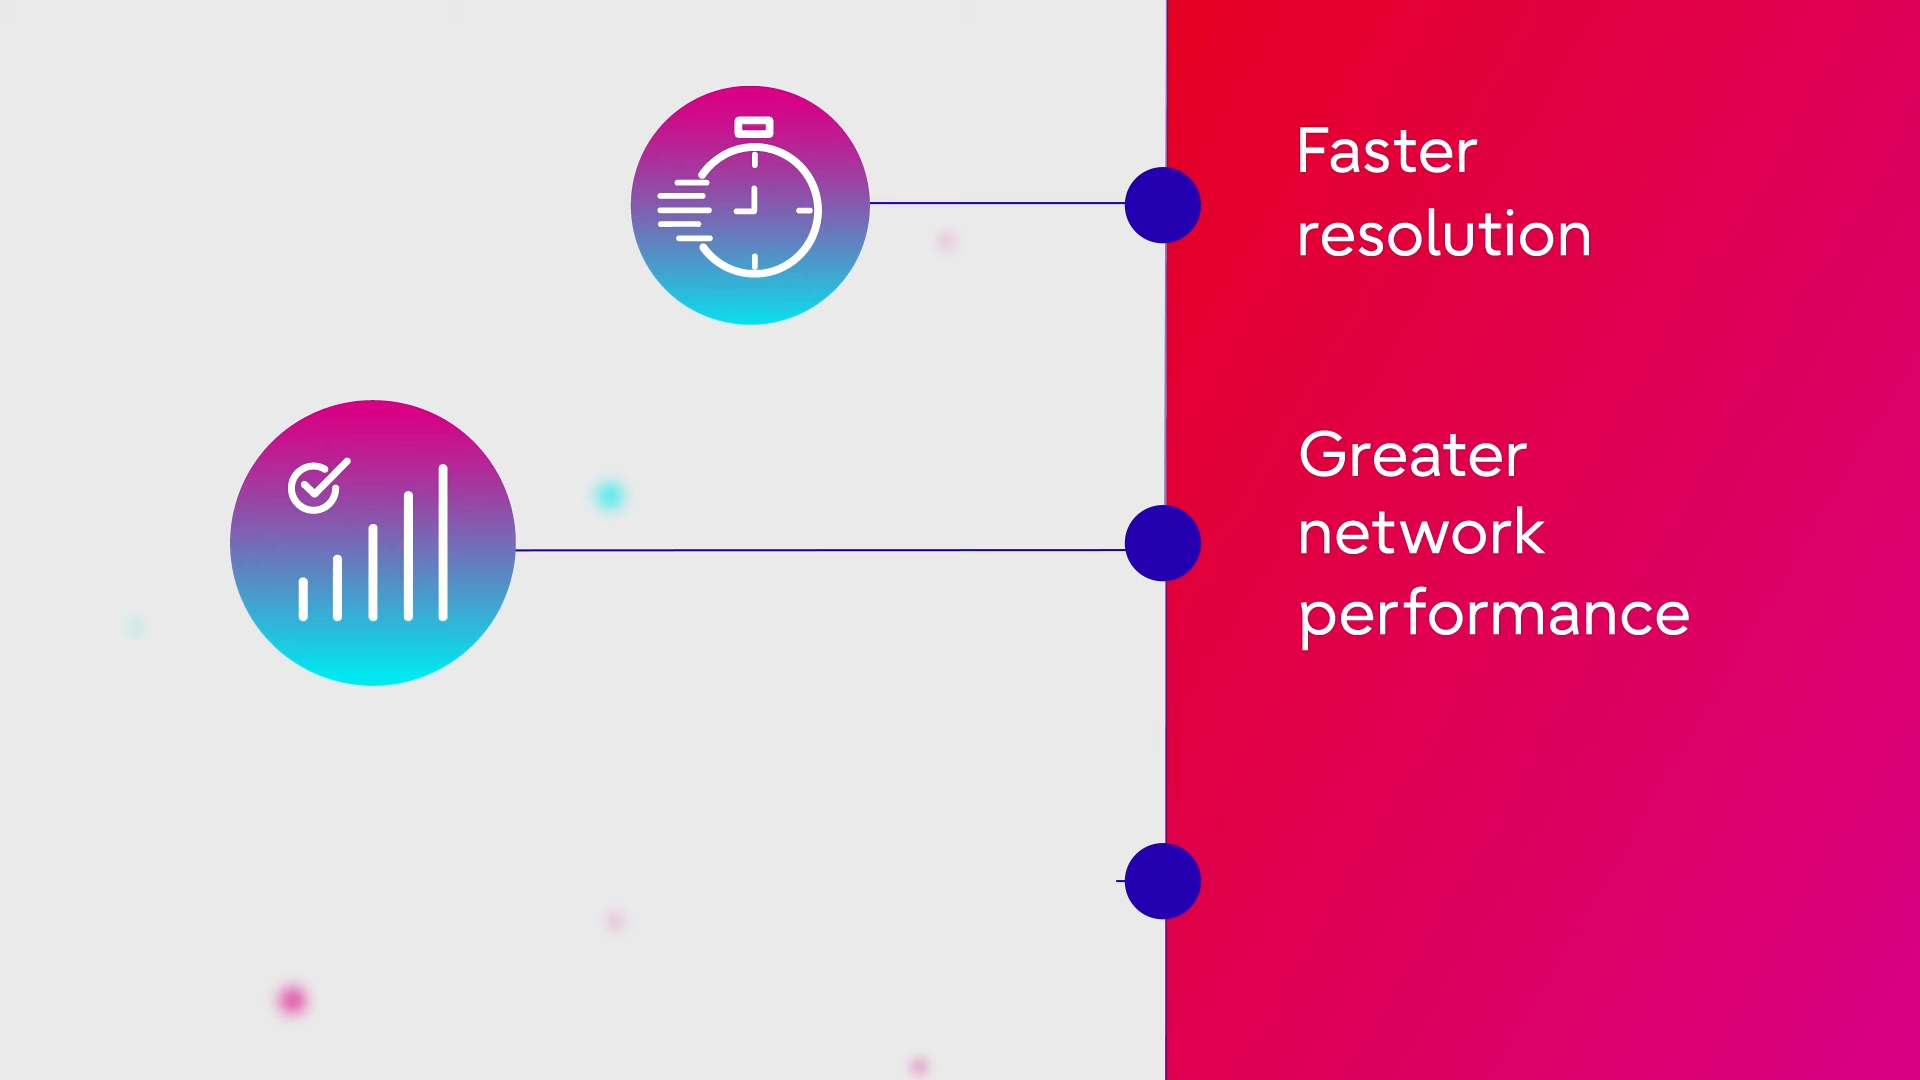 Faster
resolution
Greater
network
performance